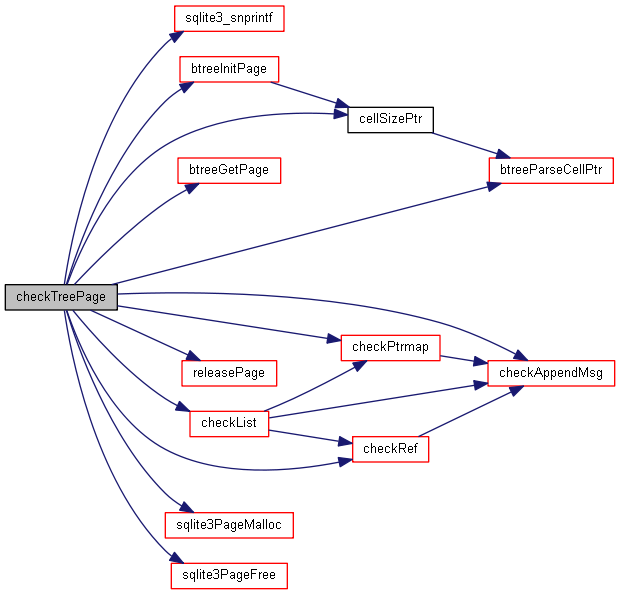 sqlite3_snprintf
btreeInitPage
cellSizePtr
btreeGetPage
btreeParseCellPtr
checkTreePage
checkPtrmap
releasePage
checkAppendMsg
checkList
checkRef
sqlite3PageMalloc
sqlite3PageFree